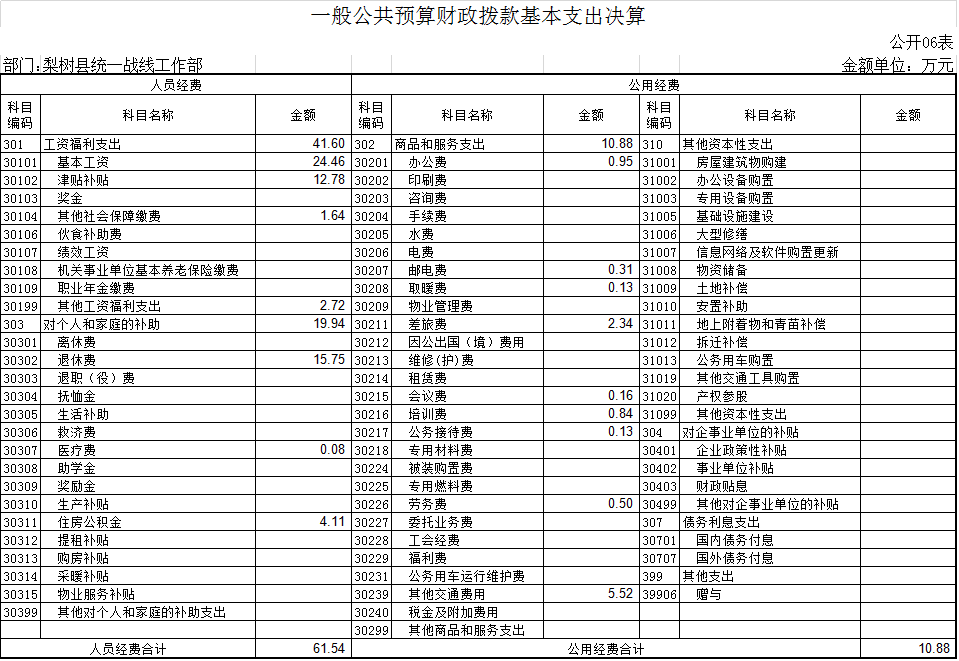 一般公共预算财政拨款基本支出决算
公开06表
部门:梨树县统一战线工作部 金额单位：万元
人员经费 公用经费
科目编码 科目名称 金额 科目编码 科目名称 金额 科目编码 科目名称 金额
301 工资福利支出 41.60 302 商品和服务支出 10.88 310 其他资本性支出
30101 基本工资 24.46 30201 办公费 0.95 31001 房屋建筑物购建
30102 津贴补贴 12.78 30202 印刷费 31002 办公设备购置
30103 奖金 30203 咨询费 31003 专用设备购置
30104 其他社会保障缴费 1.64 30204 手续费 31005 基础设施建设
30106 伙食补助费 30205 水费 31006 大型修缮
30107 绩效工资 30206 电费 31007 信息网络及软件购置更新
30108 机关事业单位基本养老保险缴费 30207 邮电费 0.31 31008 物资储备
30109 职业年金缴费 30208 取暖费 0.13 31009 土地补偿
30199 其他工资福利支出 2.72 30209 物业管理费 31010 安置补助
303 对个人和家庭的补助 19.94 30211 差旅费 2.34 31011 地上附着物和青苗补偿
30301 离休费 30212 因公出国（境）费用 31012 拆迁补偿
30302 退休费 15.75 30213 维修(护)费 31013 公务用车购置
30303 退职（役）费 30214 租赁费 31019 其他交通工具购置
30304 抚恤金 30215 会议费 0.16 31020 产权参股
30305 生活补助 30216 培训费 0.84 31099 其他资本性支出
30306 救济费 30217 公务接待费 0.13 304 对企事业单位的补贴
30307 医疗费 0.08 30218 专用材料费 30401 企业政策性补贴
30308 助学金 30224 被装购置费 30402 事业单位补贴
30309 奖励金 30225 专用燃料费 30403 财政贴息
30310 生产补贴 30226 劳务费 0.50 30499 其他对企事业单位的补贴
30311 住房公积金 4.11 30227 委托业务费 307 债务利息支出
30312 提租补贴 30228 工会经费 30701 国内债务付息
30313 购房补贴 30229 福利费 30707 国外债务付息
30314 采暖补贴 30231 公务用车运行维护费 399 其他支出
30315 物业服务补贴 30239 其他交通费用 5.52 39906 赠与
30399 其他对个人和家庭的补助支出 30240 税金及附加费用
30299 其他商品和服务支出
人员经费合计 61.54 公用经费合计 10.88